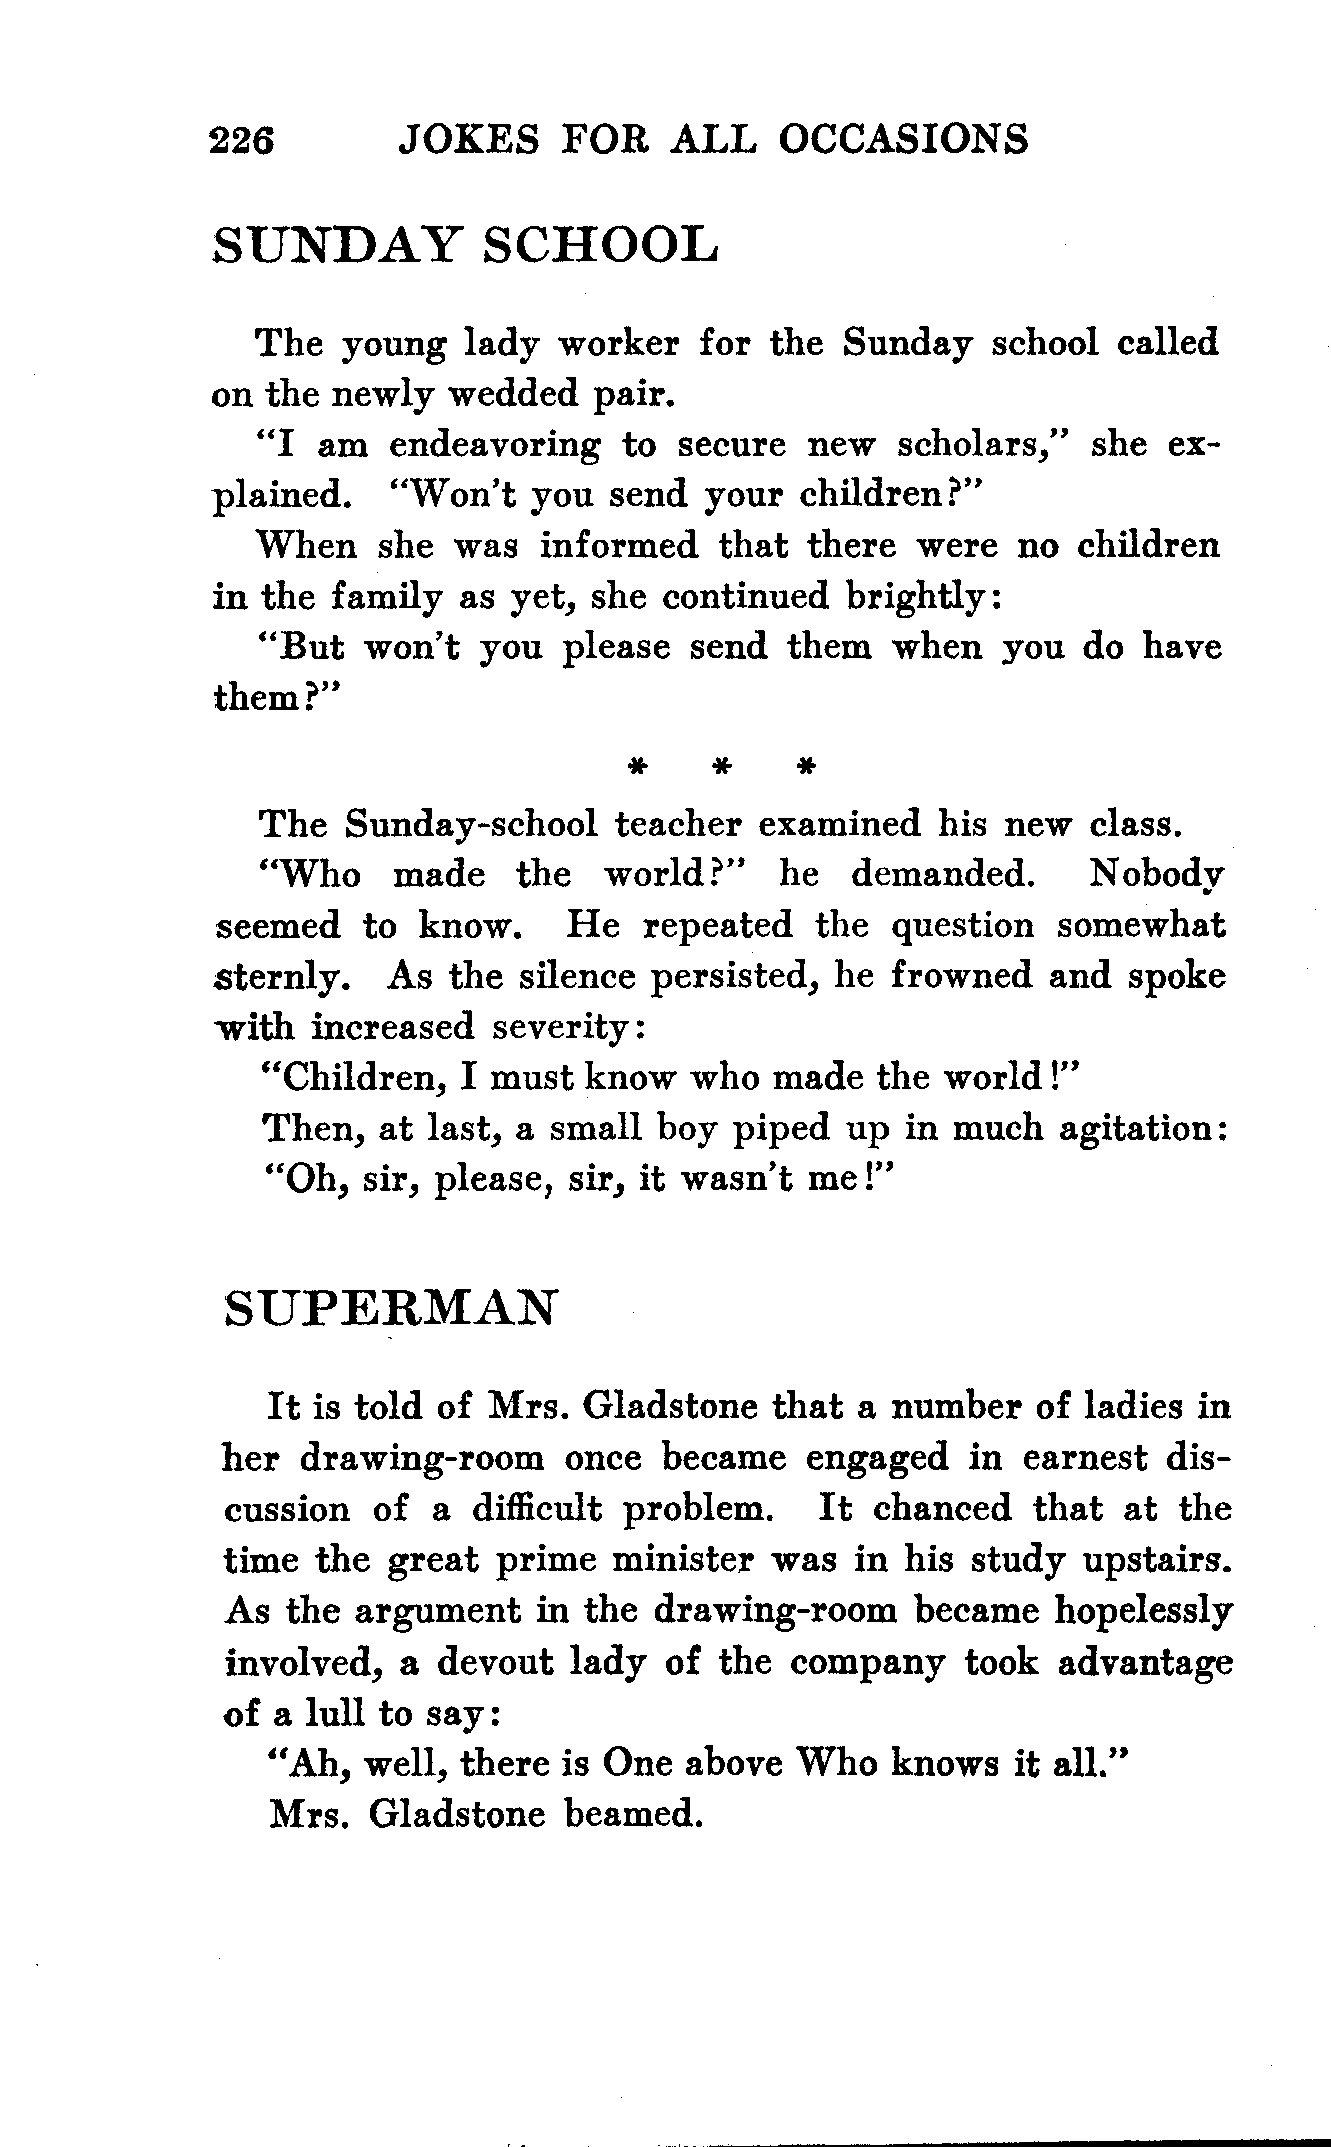 226 JOKES FOR ALL OCCASIONS
SUNDAY SCHOOL
The young lady worker for the Sunday school called
on the newly wedded pair.
"I am endeavoring to secure new scholars," she ex-
plained. "Won't you send your children?"
When she was informed that there were no children
in the family as yet, she continued brightly:
"But won't you please send them when you do have
them?"
* * *
The Sunday-school teacher examined his new class.
"Who made the world?" he demanded. Nobody
seemed to know. He repeated the question somewhat
sternly. As the silence persisted, he frowned and spoke
with increased severity:
"Children, I must know who made the world!"
Then, at last, a small boy piped up in much agitation:
"Oh, sir, please, sir, it wasn't me!"
SUPERMAN
It is told of Mrs. Gladstone that a number of ladies in
her drawing-room once became engaged in earnest dis-
cussion of a difficult problem. It chanced that at the
time the great prime minister was in his study upstairs.
As the argument in the drawing-room became hopelessly
involved, a devout lady of the company took advantage
of a lull to say:
"Ah, well, there is One above Who knows it all."
Mrs. Gladstone beamed.